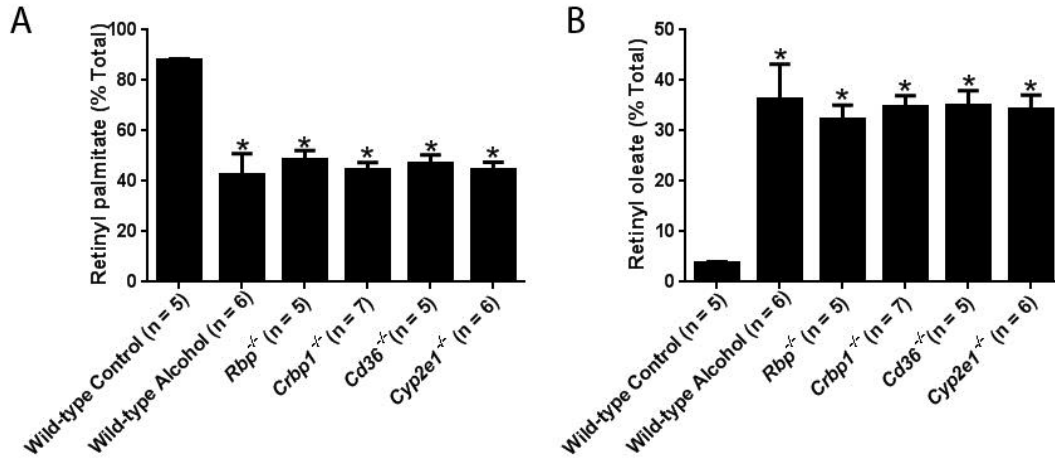 A
Retinyl palmitate (% Total)
100
80
60
40
20
0
*
*
*
*
*
Wild-type Control (n = 5)
Wild-type Alcohol (n = 6)
Rbp-/- (n = 5)
Crbp1-/- (n = 7)
Cd36-/- (n = 5)
Cyp2e1-/- (n = 6)
B
Retinyl oleate (% Total)
50
40
30
20
10
0
*
*
*
*
*
Wild-type Control (n = 5)
Wild-type Alcohol (n = 6)
Rbp-/- (n = 5)
Crbp1-/- (n = 7)
Cd36-/- (n = 5)
Cyp2e1-/- (n = 6)